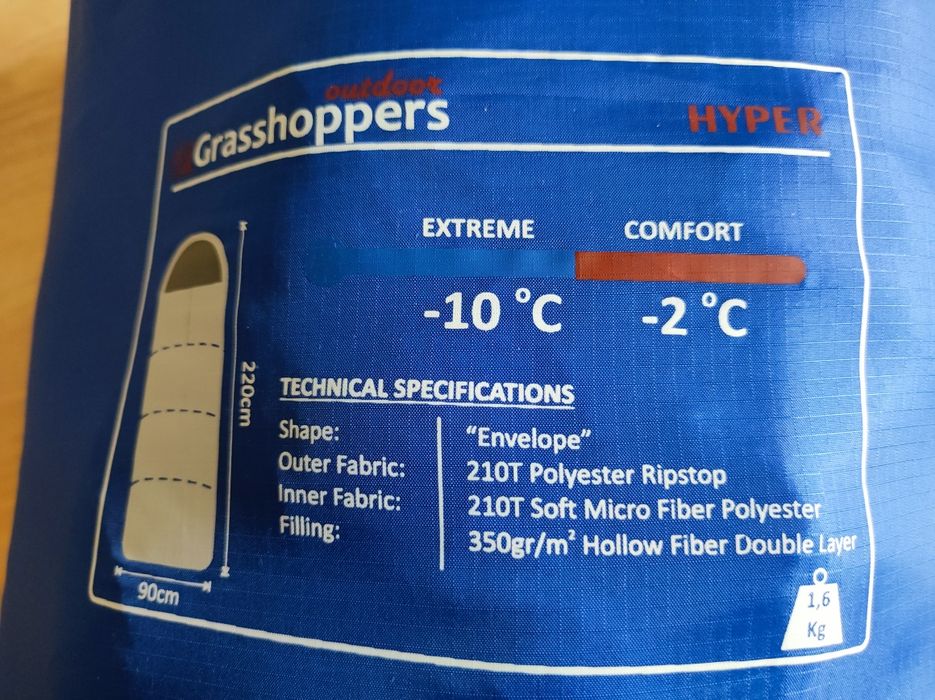 outdoor
Grasshoppers
HYPER
EXTREME
COMFORT
-10 °C
-2 °C
220cm
90cm
TECHNICAL SPECIFICATIONS
Shape: "Envelope"
Outer Fabric: 210T Polyester Ripstop
Inner Fabric: 210T Soft Micro Fiber Polyester
Filling: 350gr/m² Hollow Fiber Double Layer
1,6
Kg